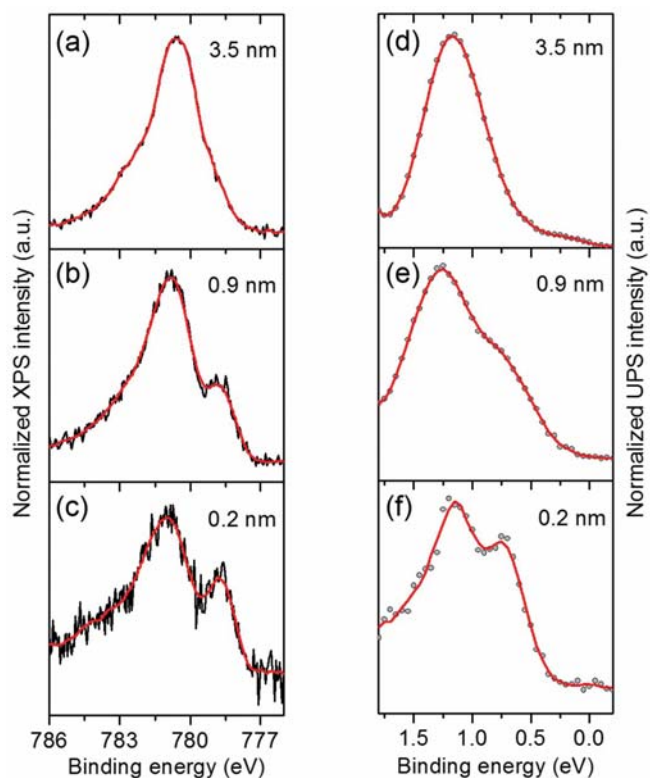 (a) 3.5 nm
(d) 3.5 nm
(b) 0.9 nm
(e) 0.9 nm
(c) 0.2 nm
(f) 0.2 nm
Normalized XPS intensity (a.u.)
Normalized UPS intensity (a.u.)
786 783 780 777
1.5 1.0 0.5 0.0
Binding energy (eV)
Binding energy (eV)